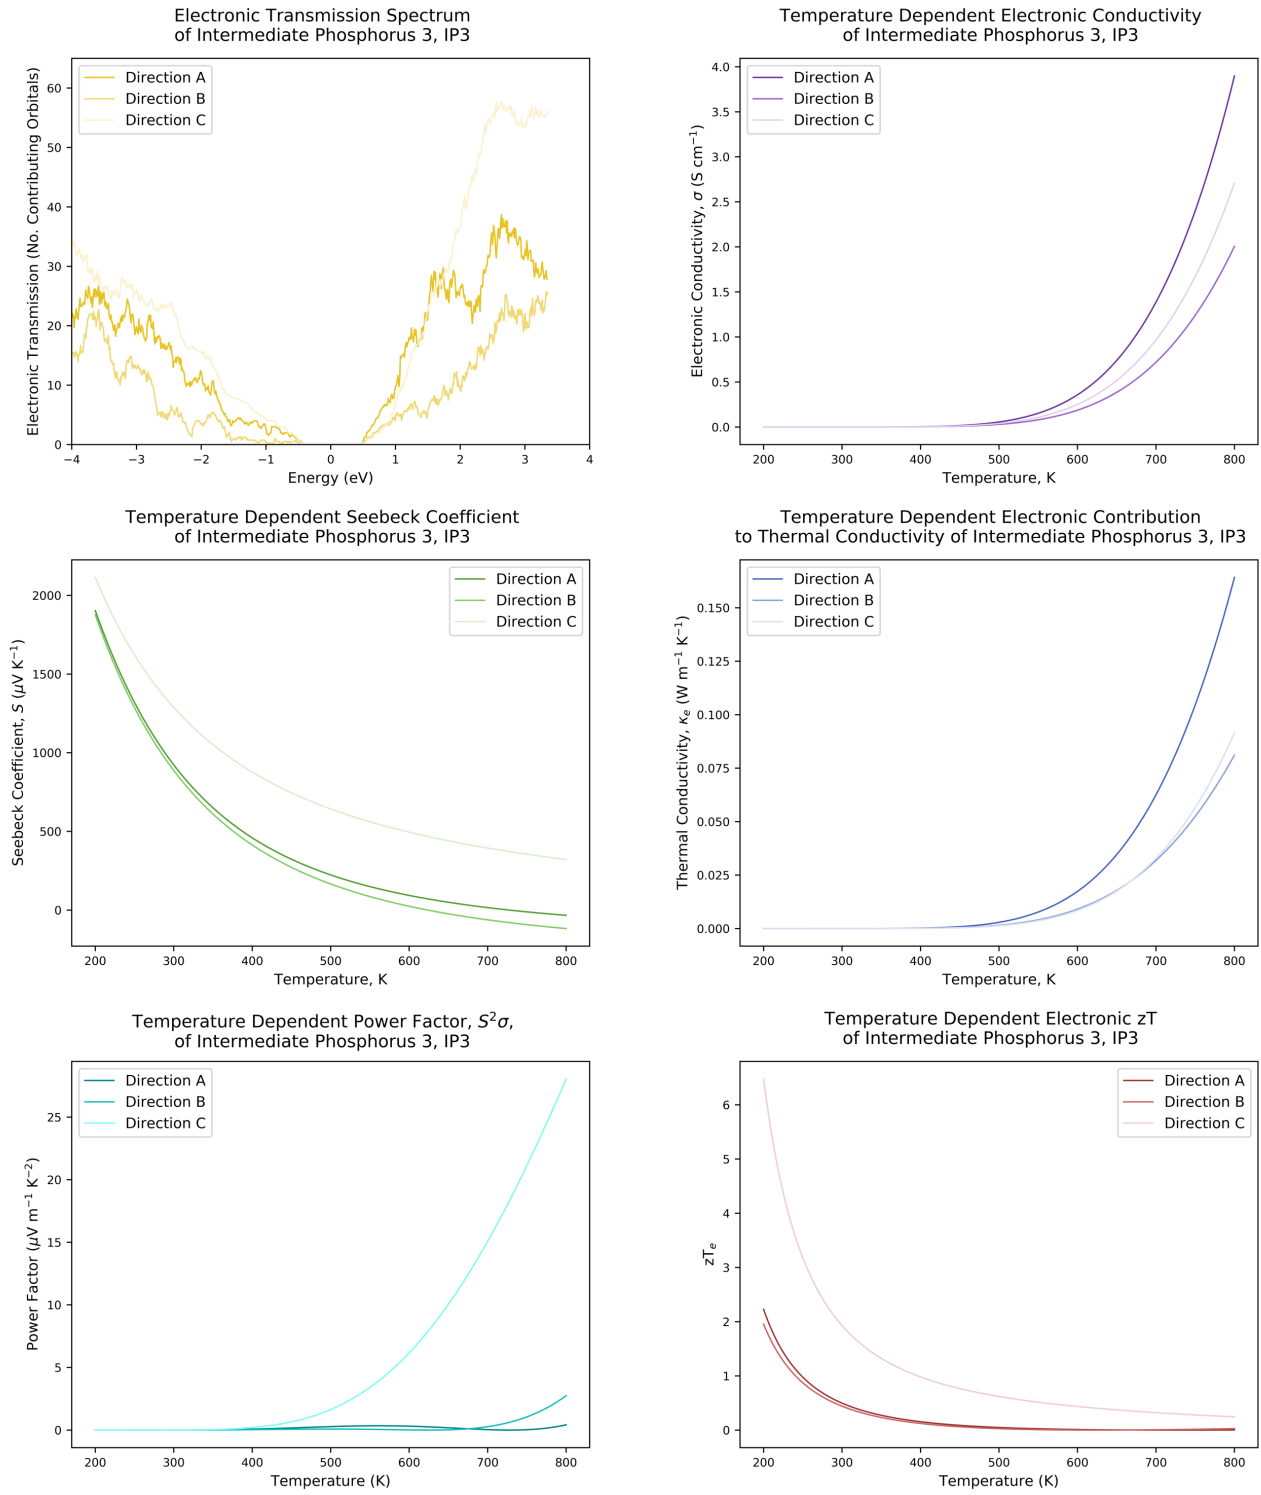 Electronic Transmission Spectrum
of Intermediate Phosphorus 3, IP3
Direction A
Direction B
Direction C
Electronic Transmission (No. Contributing Orbitals)
60
50
40
30
20
10
0
−4
−3
−2
−1
0
1
2
3
4
Energy (eV)
Temperature Dependent Electronic Conductivity
of Intermediate Phosphorus 3, IP3
Direction A
Direction B
Direction C
Electronic Conductivity, σ (S cm⁻¹)
4.0
3.5
3.0
2.5
2.0
1.5
1.0
0.5
0.0
200
300
400
500
600
700
800
Temperature, K
Temperature Dependent Seebeck Coefficient
of Intermediate Phosphorus 3, IP3
Direction A
Direction B
Direction C
Seebeck Coefficient, S (μV K⁻¹)
2000
1500
1000
500
0
200
300
400
500
600
700
800
Temperature, K
Temperature Dependent Electronic Contribution
to Thermal Conductivity of Intermediate Phosphorus 3, IP3
Direction A
Direction B
Direction C
Thermal Conductivity, κₑ (W m⁻¹ K⁻¹)
0.150
0.125
0.100
0.075
0.050
0.025
0.000
200
300
400
500
600
700
800
Temperature, K
Temperature Dependent Power Factor, S²σ,
of Intermediate Phosphorus 3, IP3
Direction A
Direction B
Direction C
Power Factor (μV m⁻¹ K⁻²)
25
20
15
10
5
0
200
300
400
500
600
700
800
Temperature (K)
Temperature Dependent Electronic zT
of Intermediate Phosphorus 3, IP3
Direction A
Direction B
Direction C
zTₑ
6
5
4
3
2
1
0
200
300
400
500
600
700
800
Temperature (K)